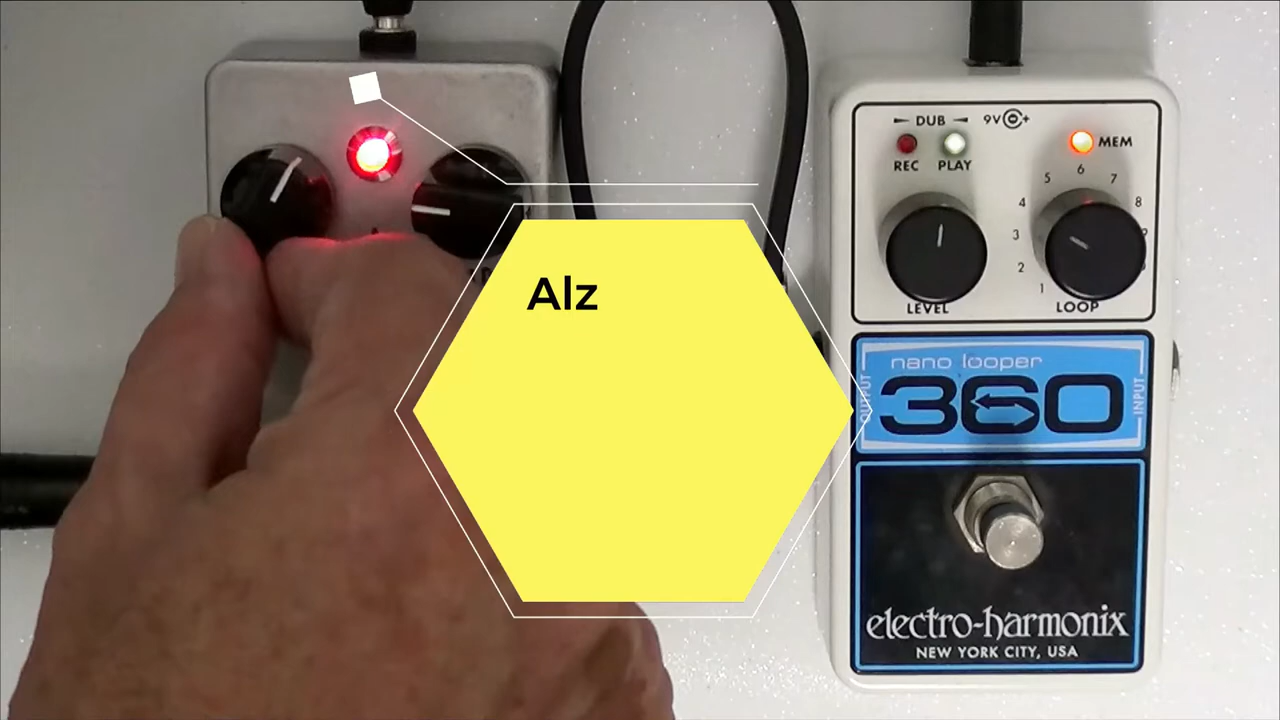 Alz
DUB
9V
+
REC
PLAY
MEM
1
2
3
4
5
6
7
8
LEVEL
LOOP
nano looper
360
OUTPUT
INPUT
electro-harmonix
NEW YORK CITY, USA